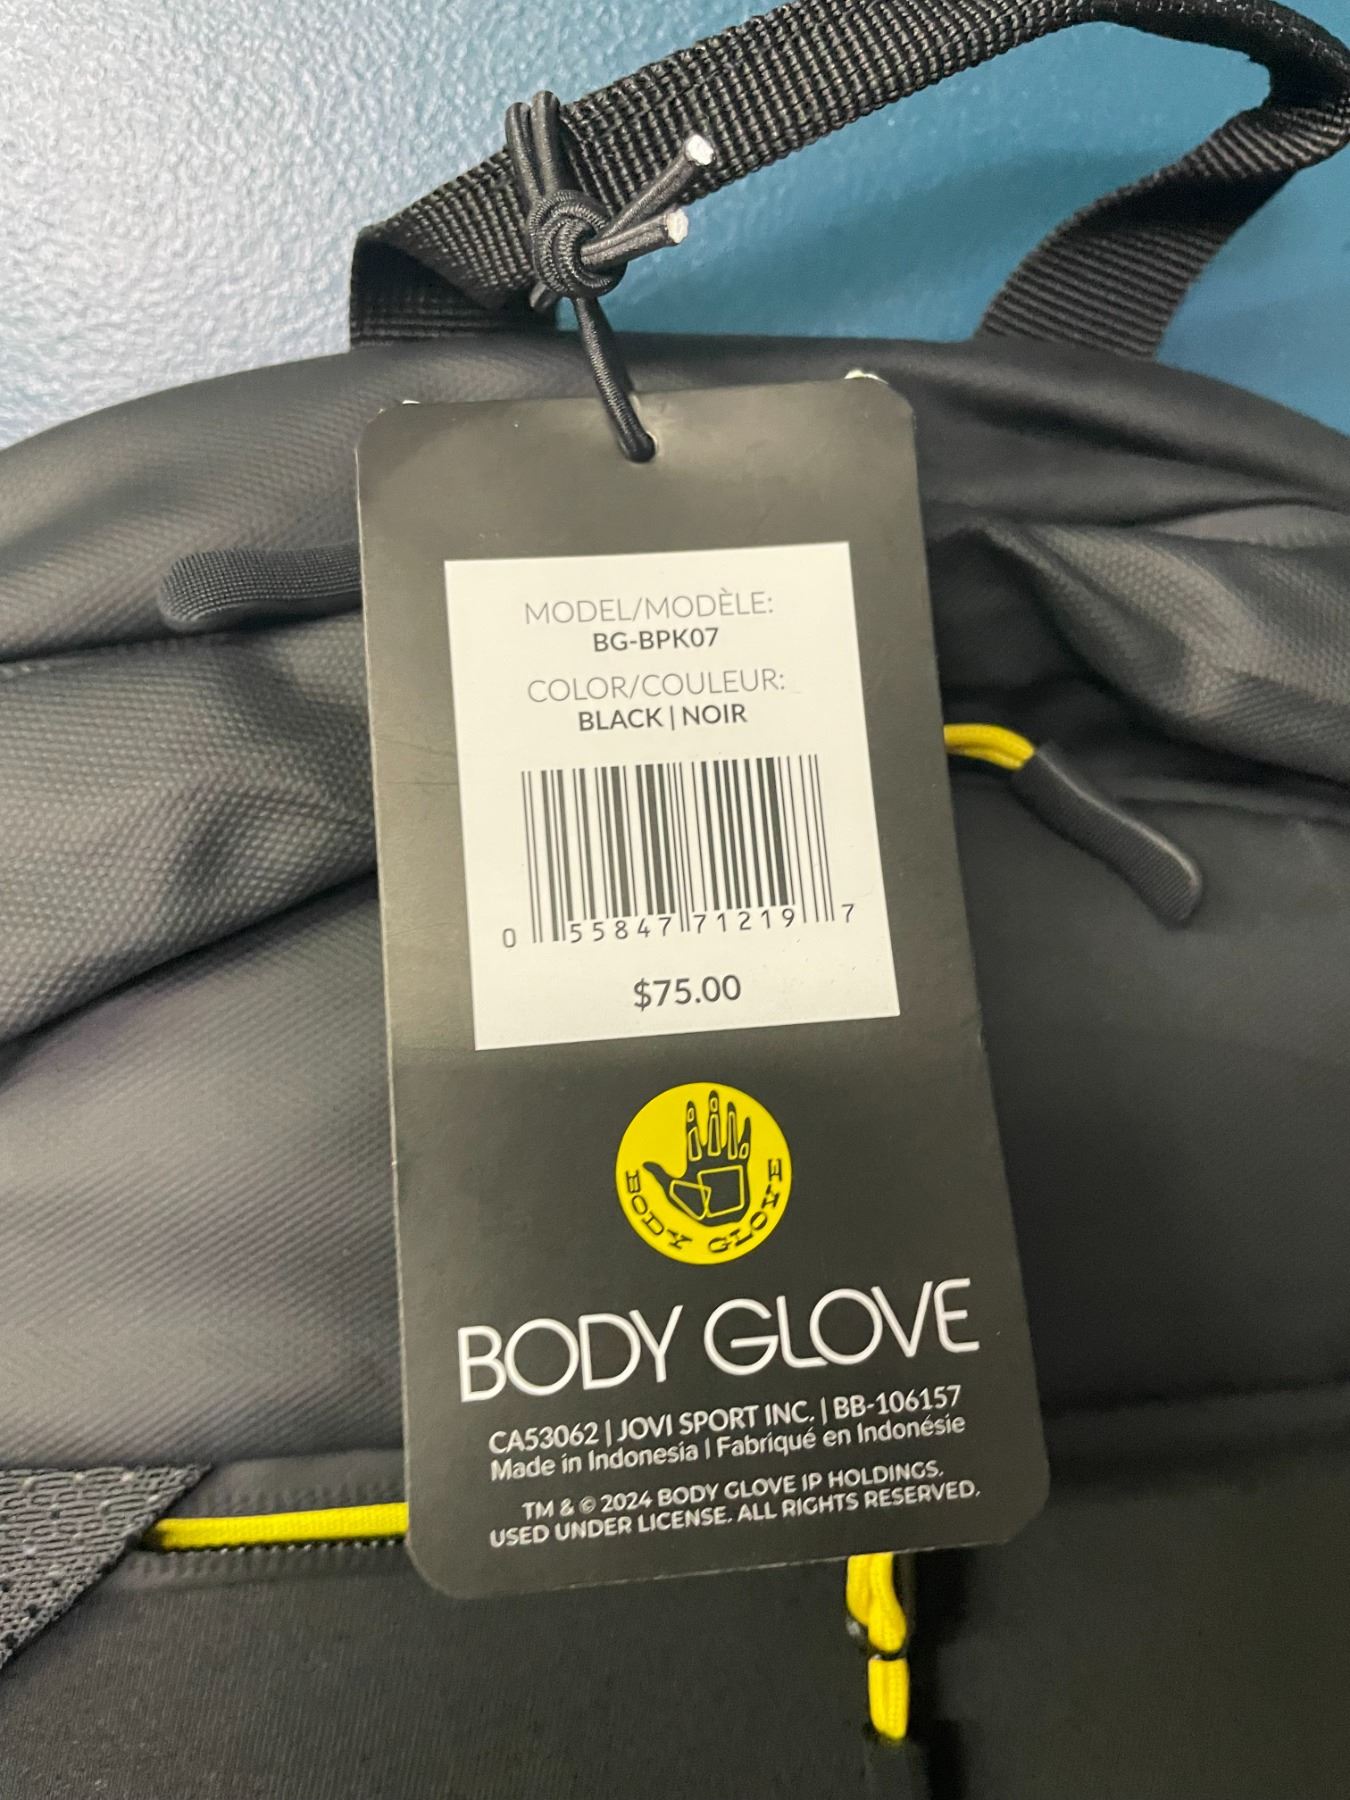 MODEL/MODÈLE:
BG-BPK07
COLOR/COULEUR:
BLACK | NOIR
0 55847 71219 7
$75.00
BODY GLOVE
BODY GLOVE
CA53062 | JOVI SPORT INC. | BB-106157
Made in Indonesia | Fabriqué en Indonésie
TM & © 2024 BODY GLOVE IP HOLDINGS.
USED UNDER LICENSE. ALL RIGHTS RESERVED.